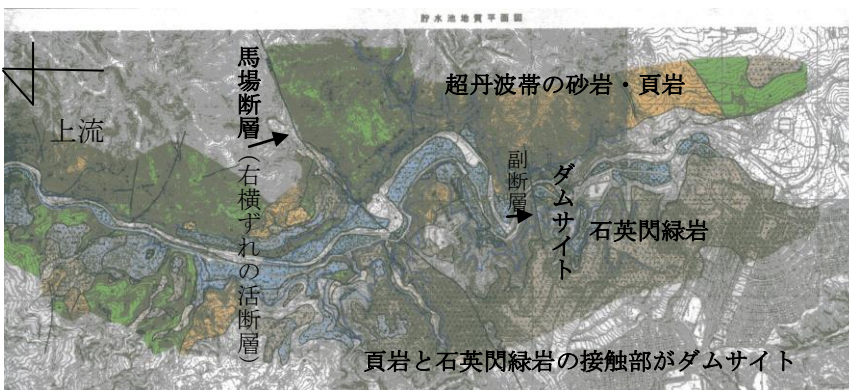 貯水池地質平面図
馬場断層(右横ずれの活断層)
超丹波帯の砂岩・頁岩
上流
副断層
ダムサイト
石英閃緑岩
頁岩と石英閃緑岩の接触部がダムサイト